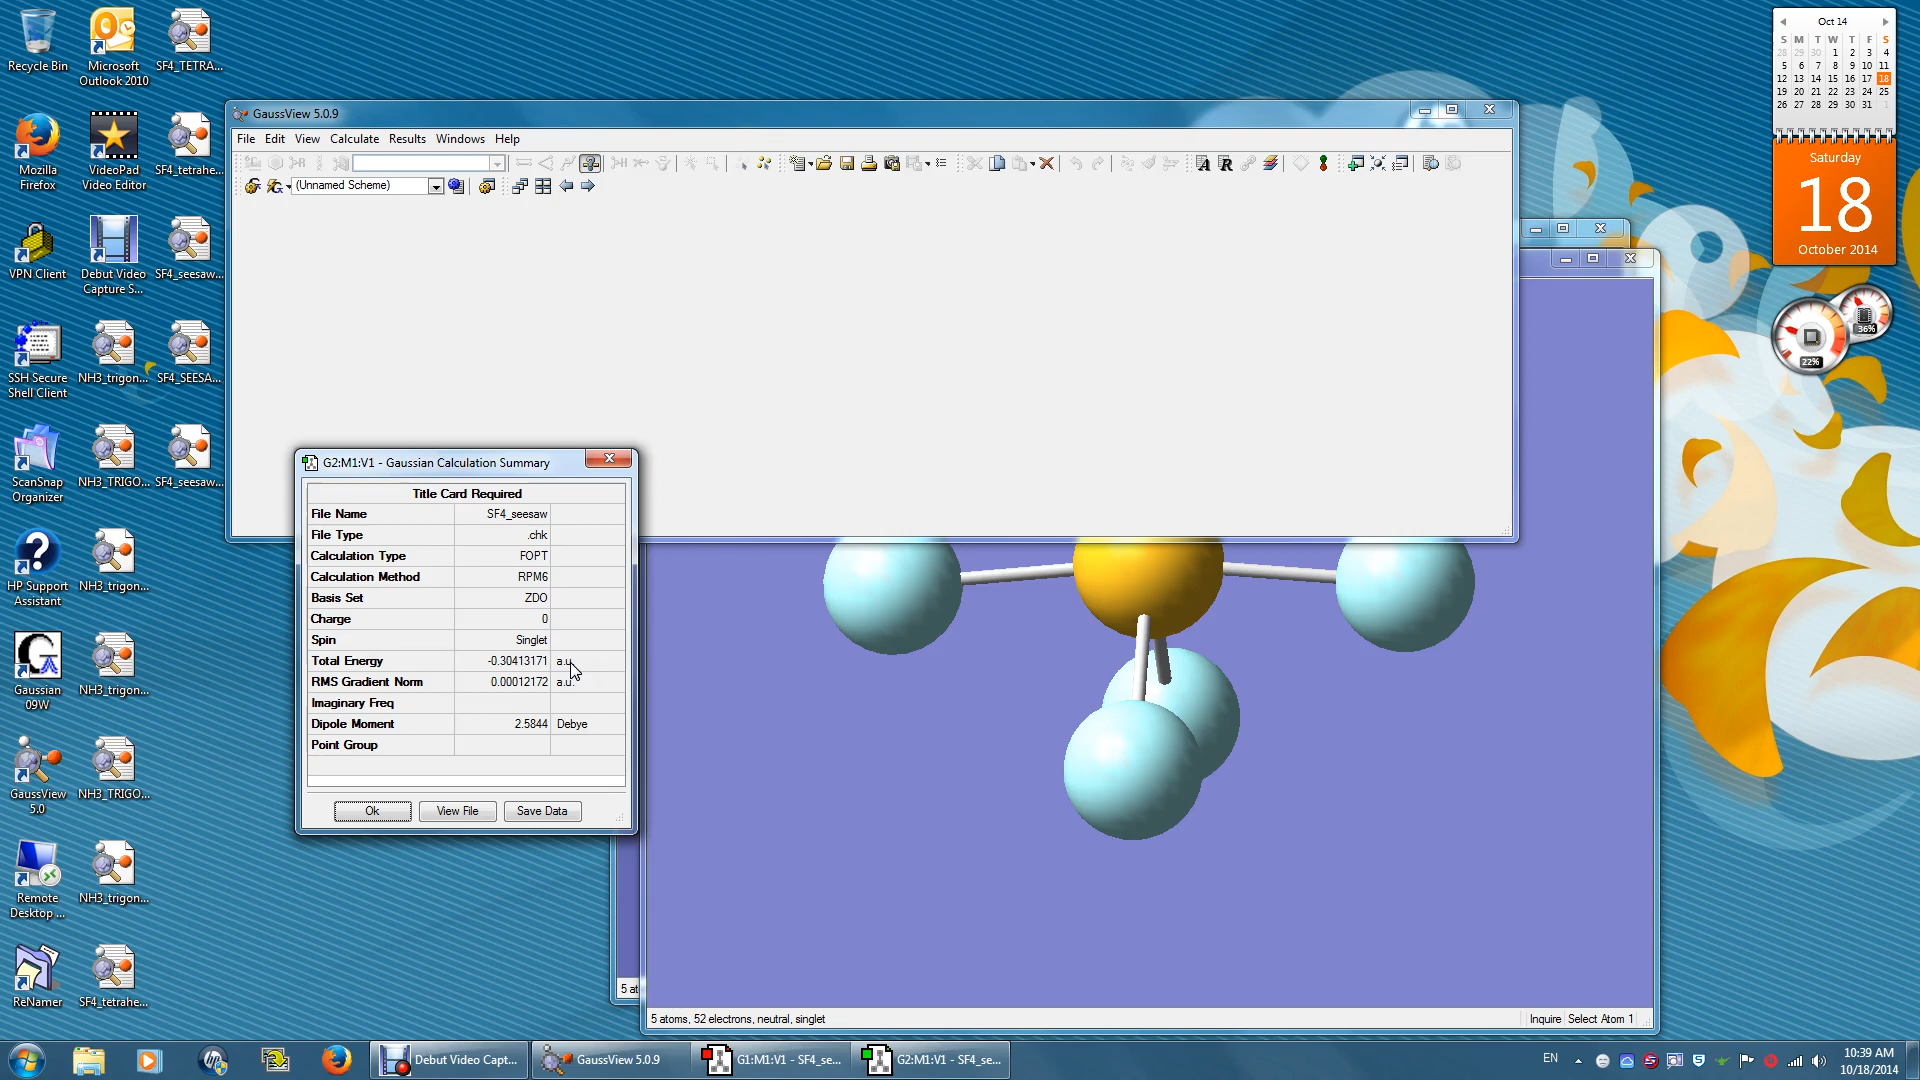 Recycle Bin
Microsoft
Outlook 2010
SF4_TETRA...
Mozilla
Firefox
VideoPad
Video Editor
SF4_tetrahe...
VPN Client
Debut Video
Capture S...
SF4_seesaw...
SSH Secure
Shell Client
NH3_trigon...
SF4_SEESA...
ScanSnap
Organizer
NH3_TRIGO...
SF4_seesaw...
HP Support
Assistant
NH3_trigon...
Gaussian
09W
NH3_trigon...
GaussView
5.0
NH3_TRIGO...
Remote
Desktop ...
NH3_trigon...
ReNamer
SF4_tetrahe...
GaussView 5.0.9
File Edit View Calculate Results Windows Help
(Unnamed Scheme)
G2:M1:V1 - Gaussian Calculation Summary
Title Card Required
File Name SF4_seesaw
File Type .chk
Calculation Type FOPT
Calculation Method RPM6
Basis Set ZDO
Charge 0
Spin Singlet
Total Energy -0.30413171 a.u.
RMS Gradient Norm 0.00012172 a.u.
Imaginary Freq
Dipole Moment 2.5844 Debye
Point Group
Ok View File Save Data
5 at
5 atoms, 52 electrons, neutral, singlet
Inquire Select Atom 1
Oct 14
S M T W T F S
28 29 30 1 2 3 4
5 6 7 8 9 10 11
12 13 14 15 16 17 18
19 20 21 22 23 24 25
26 27 28 29 30 31 1
Saturday
18
October 2014
36%
22%
Debut Video Capt...
GaussView 5.0.9
G1:M1:V1 - SF4_se...
G2:M1:V1 - SF4_se...
EN
10:39 AM
10/18/2014